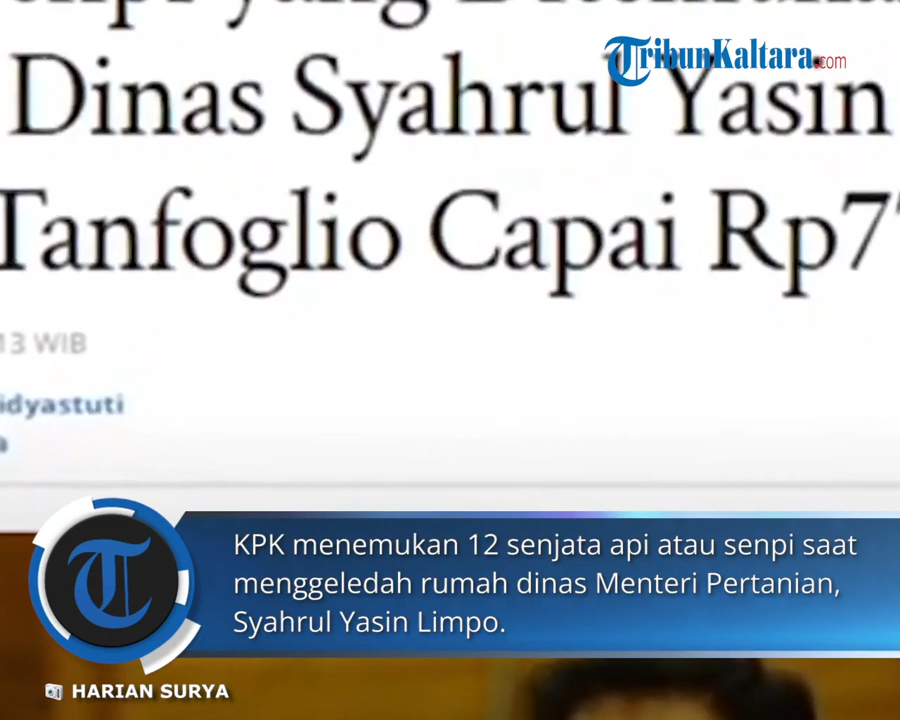 TribunKaltara.com
Dinas Syahrul Yasin
Tanfoglio Capai Rp77
13 WIB
idyastuti
a
KPK menemukan 12 senjata api atau senpi saat
menggeledah rumah dinas Menteri Pertanian,
Syahrul Yasin Limpo.
T
HARIAN SURYA